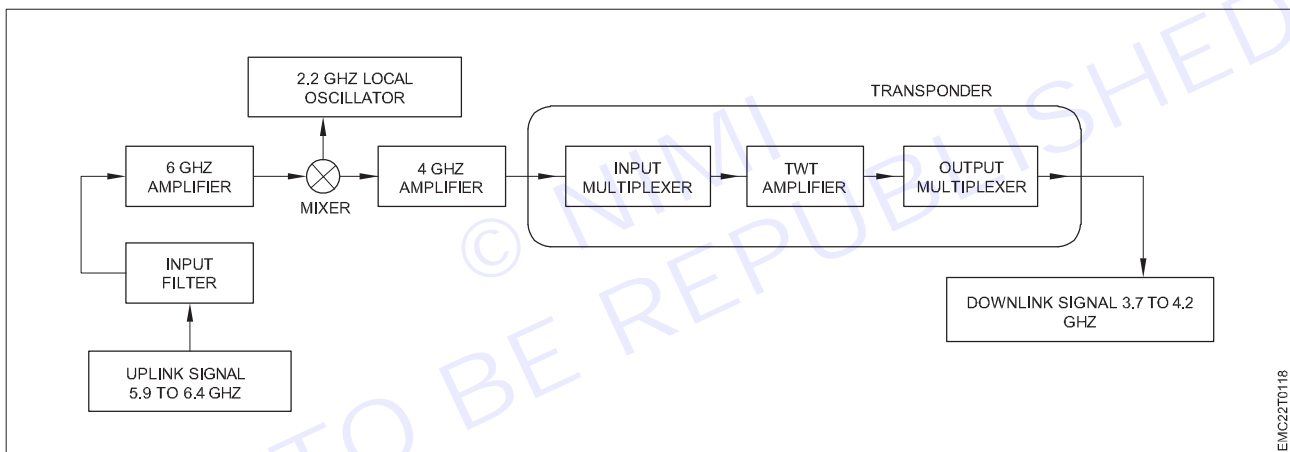 2.2 GHZ LOCAL
OSCILLATOR
TRANSPONDER
6 GHZ
AMPLIFIER
MIXER
4 GHZ
AMPLIFIER
INPUT
MULTIPLEXER
TWT
AMPLIFIER
OUTPUT
MULTIPLEXER
INPUT
FILTER
DOWNLINK SIGNAL 3.7 TO 4.2
GHZ
UPLINK SIGNAL
5.9 TO 6.4 GHZ
EMC22T0118
© NIMI
TO BE REPUBLISHED